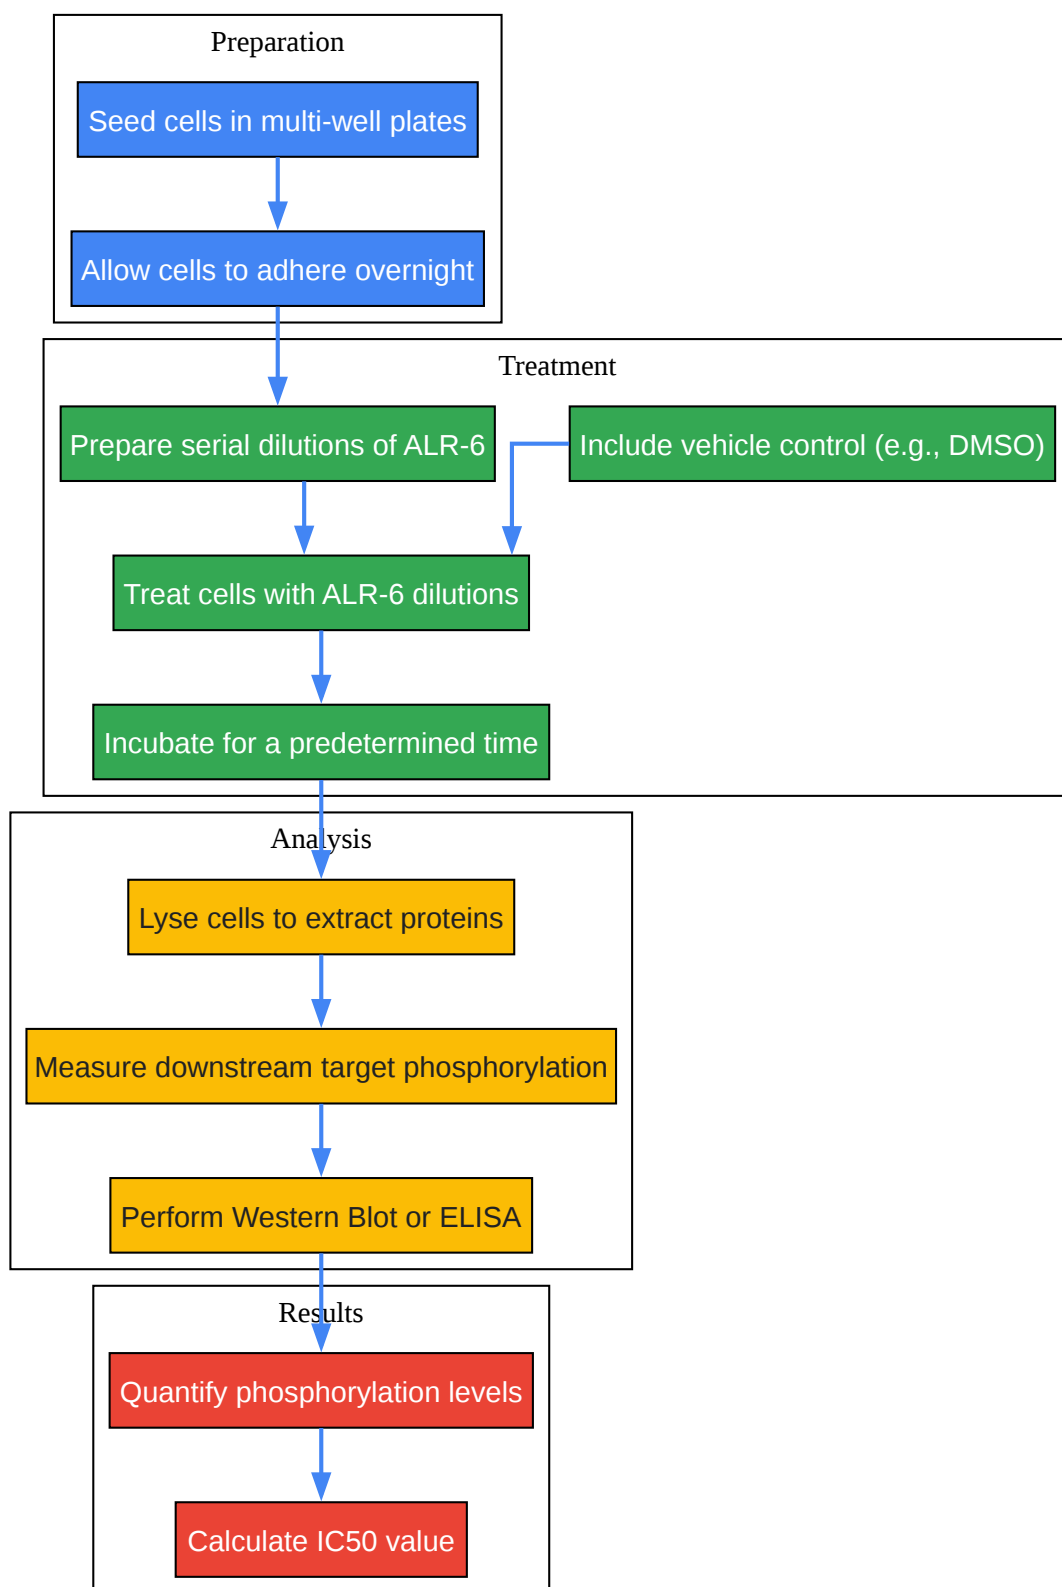 Preparation
Seed cells in multi-well plates
Allow cells to adhere overnight
Treatment
Prepare serial dilutions of ALR-6
Include vehicle control (e.g., DMSO)
Treat cells with ALR-6 dilutions
Incubate for a predetermined time
Analysis
Lyse cells to extract proteins
Measure downstream target phosphorylation
Perform Western Blot or ELISA
Results
Quantify phosphorylation levels
Calculate IC50 value